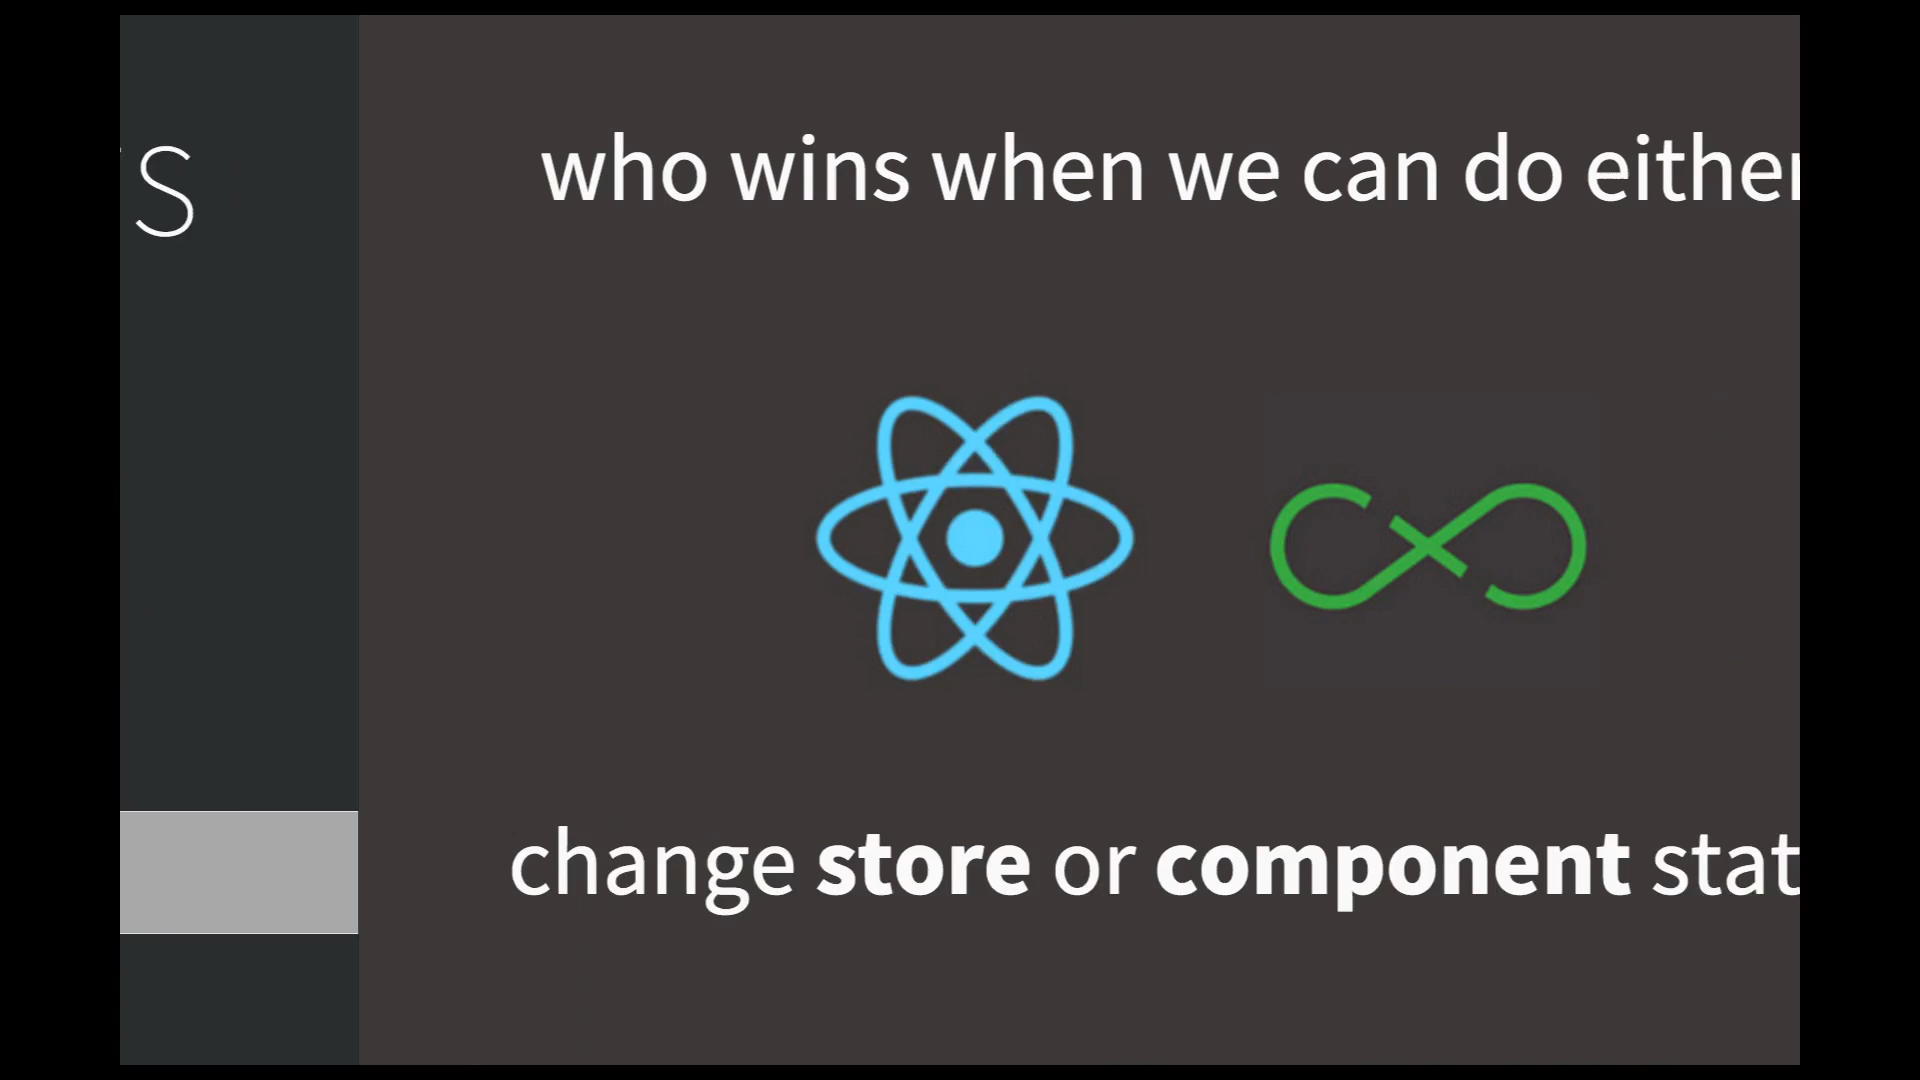 S
who wins when we can do either
change store or component stat